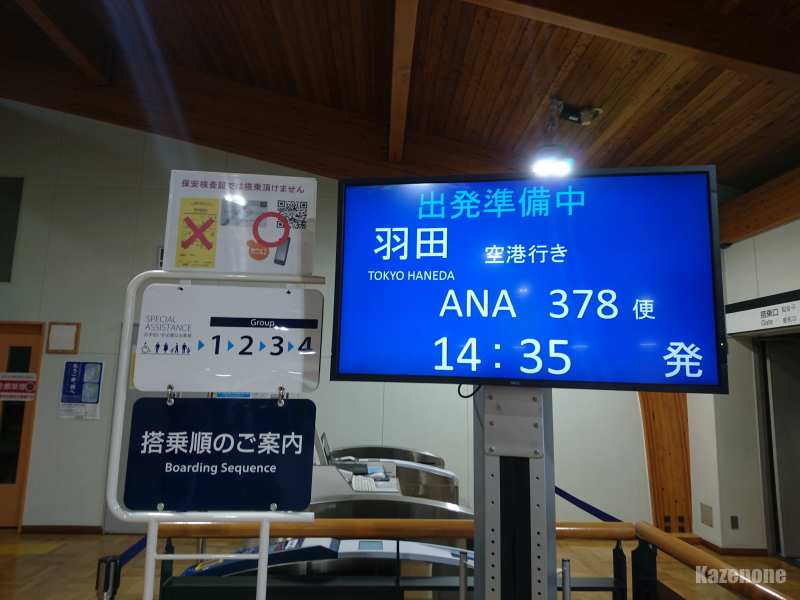 保安検査証では搭乗頂けません
SPECIAL
ASSISTANCE
Group
1 2 3 4
搭乗順のご案内
Boarding Sequence
出発準備中
羽田 空港行き
TOKYO HANEDA
ANA 378 便
14:35 発
搭乗口
Gate
Kazenone